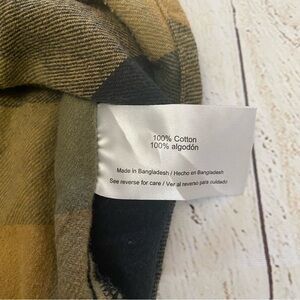 100% Cotton
100% algodón
Made in Bangladesh / Hecho en Bangladesh
See reverse for care / Ver al reverso para cuidado